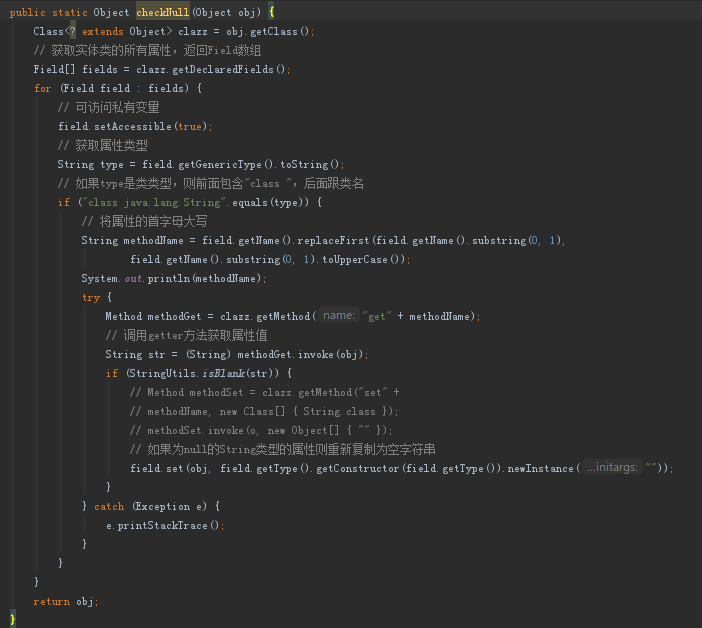 public static Object checkNull(Object obj) {
Class<? extends Object> clazz = obj.getClass();
// 获取实体类的所有属性，返回Field数组
Field[] fields = clazz.getDeclaredFields();
for (Field field : fields) {
// 可访问私有变量
field.setAccessible(true);
// 获取属性类型
String type = field.getGenericType().toString();
// 如果type是类类型，则前面包含"class "，后面跟类名
if ("class java.lang.String".equals(type)) {
// 将属性的首字母大写
String methodName = field.getName().replaceFirst(field.getName().substring(0, 1),
field.getName().substring(0, 1).toUpperCase());
System.out.println(methodName);
try {
Method methodGet = clazz.getMethod( name: "get" + methodName);
// 调用getter方法获取属性值
String str = (String) methodGet.invoke(obj);
if (StringUtils.isBlank(str)) {
// Method methodSet = clazz.getMethod("set" +
// methodName, new Class[] { String.class });
// methodSet.invoke(o, new Object[] { "" });
// 如果为null的String类型的属性则重新复制为空字符串
field.set(obj, field.getType().getConstructor(field.getType()).newInstance( ...initargs: ""));
}
} catch (Exception e) {
e.printStackTrace();
}
}
}
return obj;
}